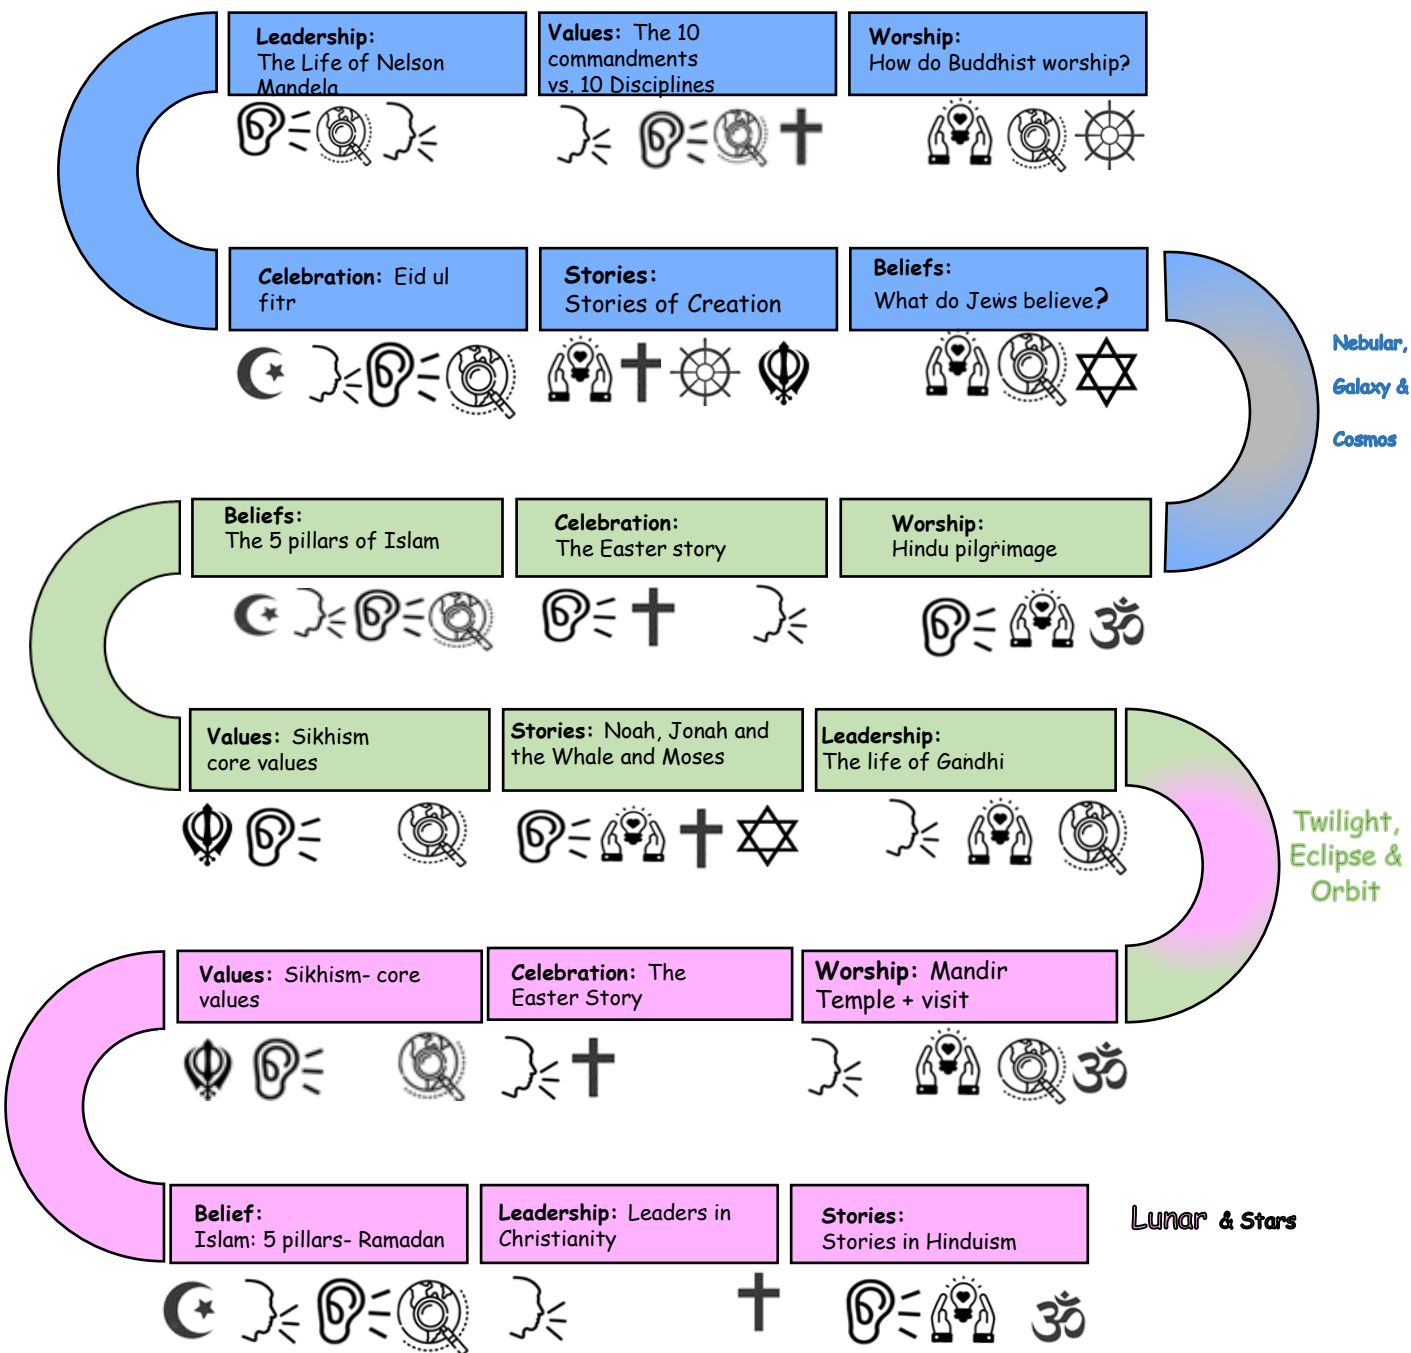 Leadership:
The Life of Nelson
Mandela
Values: The 10
commandments
vs. 10 Disciplines
Worship:
How do Buddhist worship?
Celebration: Eid ul
fitr
Stories:
Stories of Creation
Beliefs:
What do Jews believe?
Nebular,
Galaxy &
Cosmos
Beliefs:
The 5 pillars of Islam
Celebration:
The Easter story
Worship:
Hindu pilgrimage
Values: Sikhism
core values
Stories: Noah, Jonah and
the Whale and Moses
Leadership:
The life of Gandhi
Twilight,
Eclipse &
Orbit
Values: Sikhism- core
values
Celebration: The
Easter Story
Worship: Mandir
Temple + visit
Belief:
Islam: 5 pillars- Ramadan
Leadership: Leaders in
Christianity
Stories:
Stories in Hinduism
Lunar & Stars